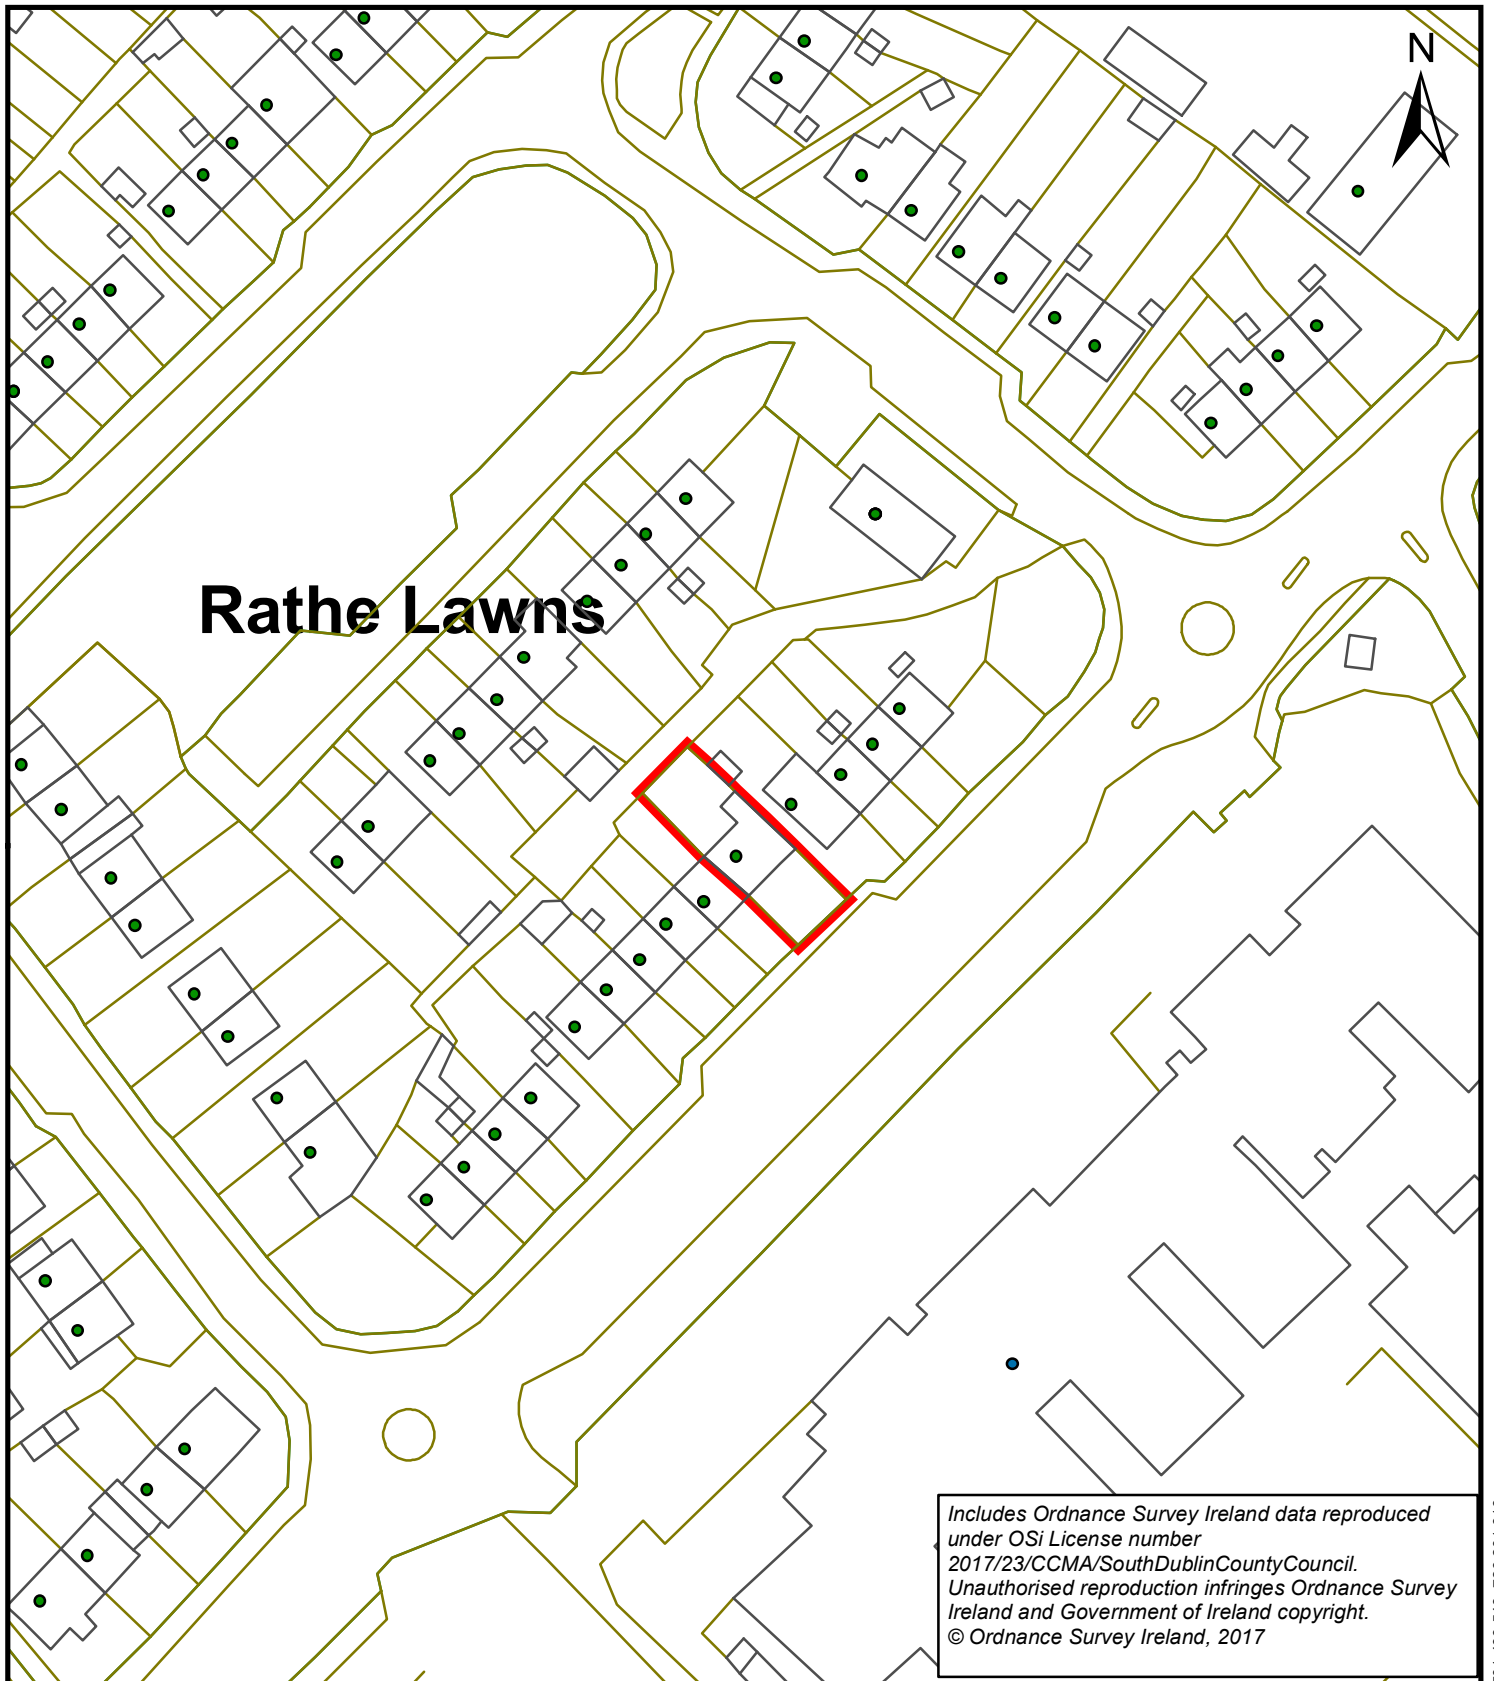 N
Rathe Lawns
Includes Ordnance Survey Ireland data reproduced
under OSi License number
2017/23/CCMA/SouthDublinCountyCouncil.
Unauthorised reproduction infringes Ordnance Survey
Ireland and Government of Ireland copyright.
© Ordnance Survey Ireland, 2017